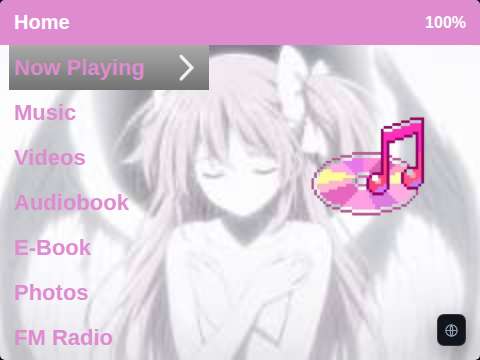 Home
100%
Now Playing
Music
Videos
Audiobook
E-Book
Photos
FM Radio